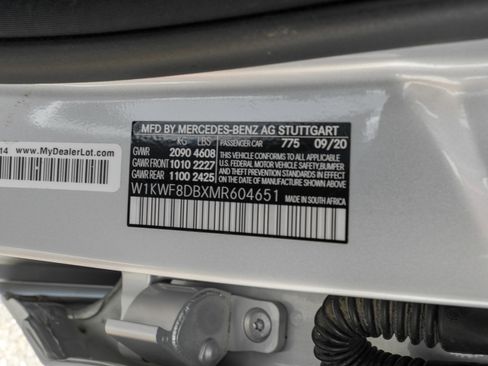 14
www.MyDealerLot.com
MFD BY MERCEDES-BENZ AG STUTTGART
KG LBS PASSENGER CAR 775 09/20
GVWR 2090 4608
GAWR FRONT 1010 2227
GAWR REAR 1100 2425
THIS VEHICLE CONFORMS TO ALL APPLICABLE
U.S. FEDERAL MOTOR VEHICLE SAFETY,BUMPER
AND THEFT PREVENTION STANDARDS IN EFFECT
ON THE DATE OF MANUFACTURE SHOWN ABOVE
W1KWF8DBXMR604651
MADE IN SOUTH AFRICA